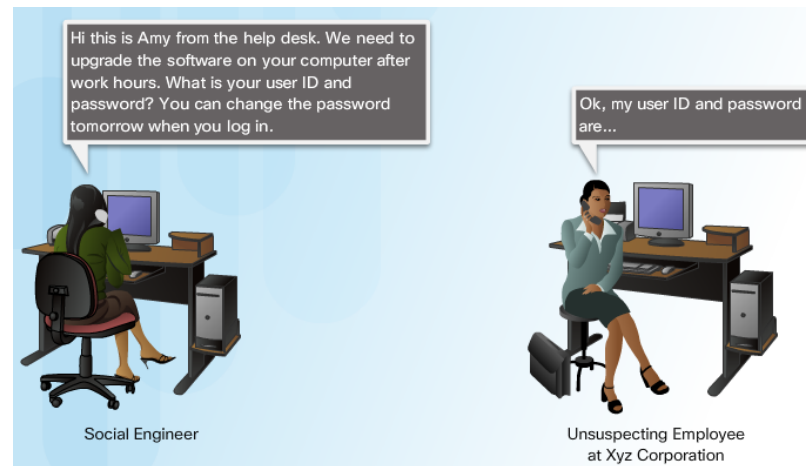 Hi this is Amy from the help desk. We need to
upgrade the software on your computer after
work hours. What is your user ID and
password? You can change the password
tomorrow when you log in.
Ok, my user ID and password
are...
Social Engineer
Unsuspecting Employee
at Xyz Corporation